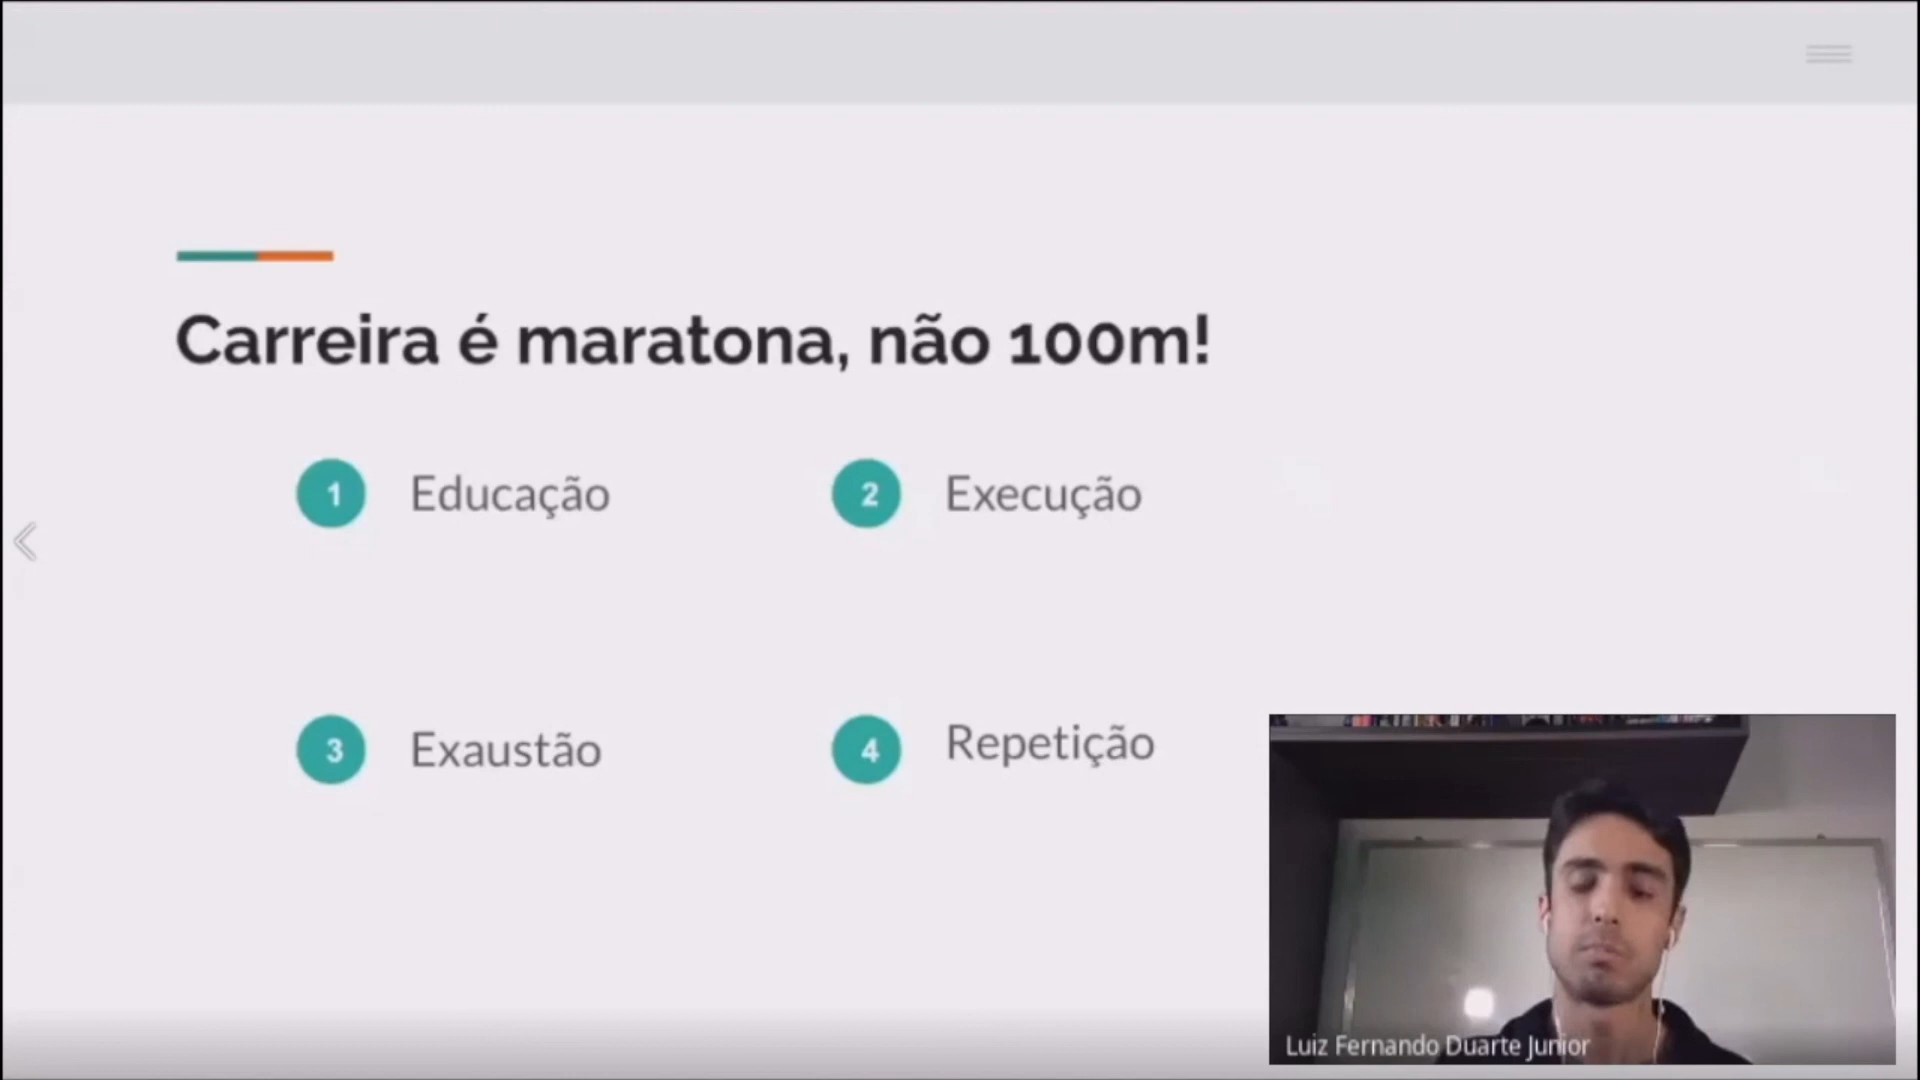 Carreira é maratona, não 100m!
1 Educação
2 Execução
3 Exaustão
4 Repetição
Luiz Fernando Duarte Junior